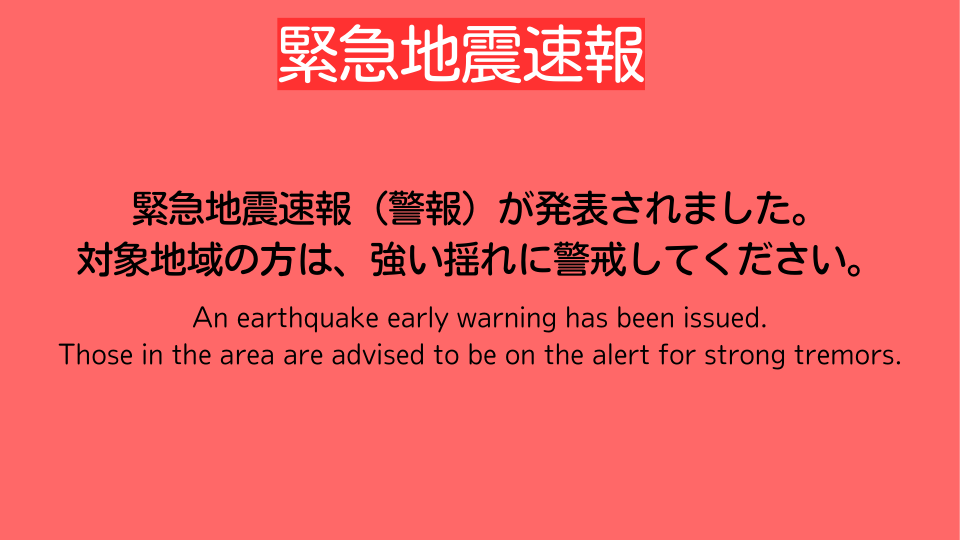 緊急地震速報
緊急地震速報（警報）が発表されました。
対象地域の方は、強い揺れに警戒してください。
An earthquake early warning has been issued.
Those in the area are advised to be on the alert for strong tremors.